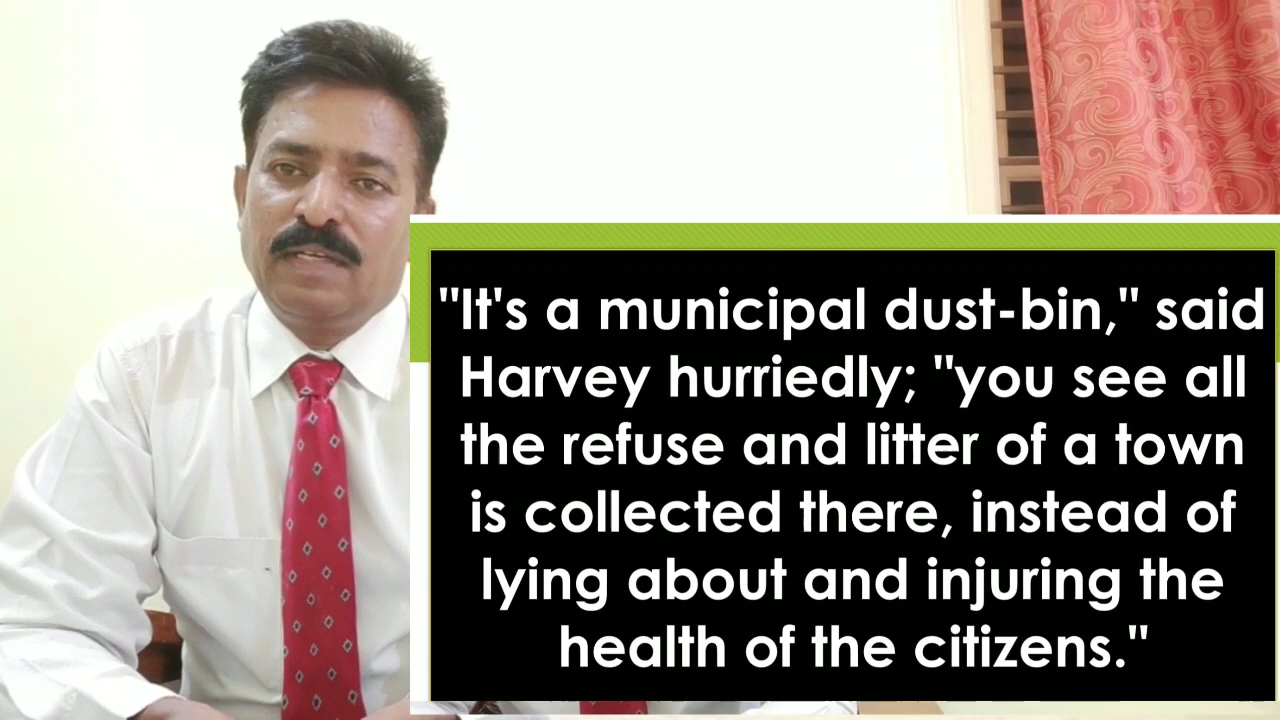 "It's a municipal dust-bin," said
Harvey hurriedly; "you see all
the refuse and litter of a town
is collected there, instead of
lying about and injuring the
health of the citizens."